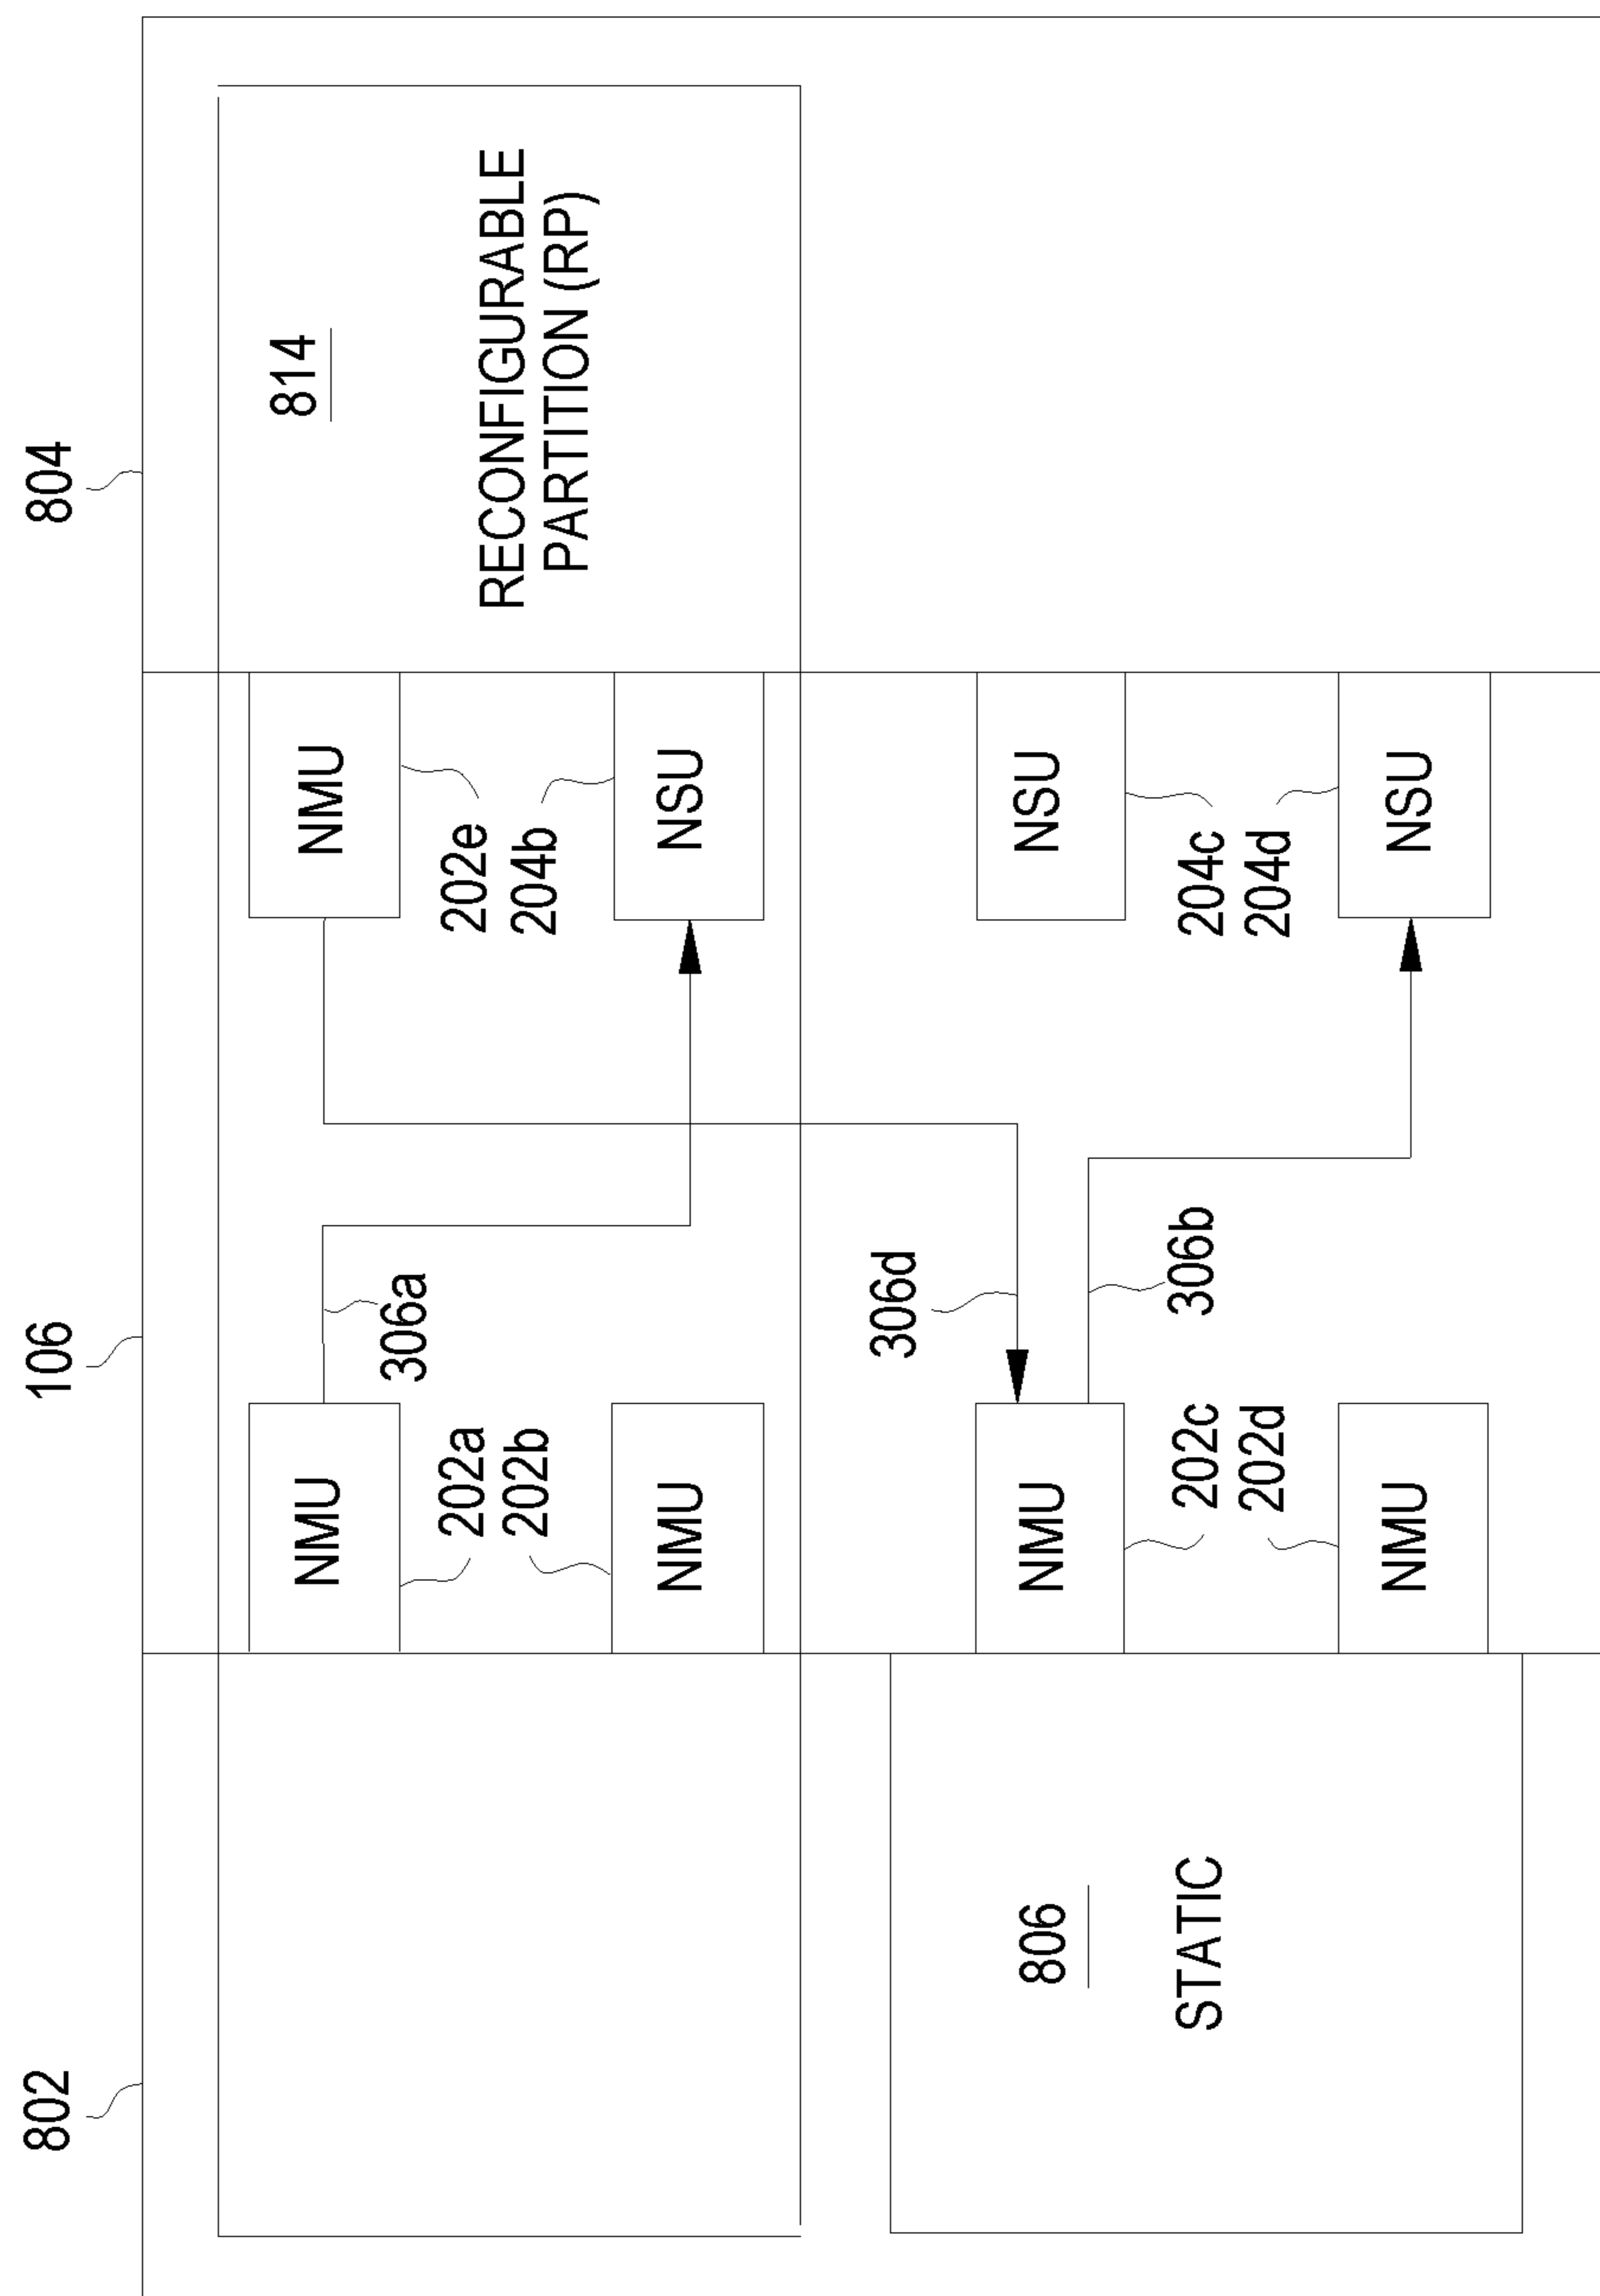 802
106
804
814
RECONFIGURABLE
PARTITION (RP)
NMU
202a
202b
NMU
306a
NMU
202e
204b
NSU
806
STATIC
NMU
202c
202d
NMU
306d
306b
NSU
204c
204d
NSU